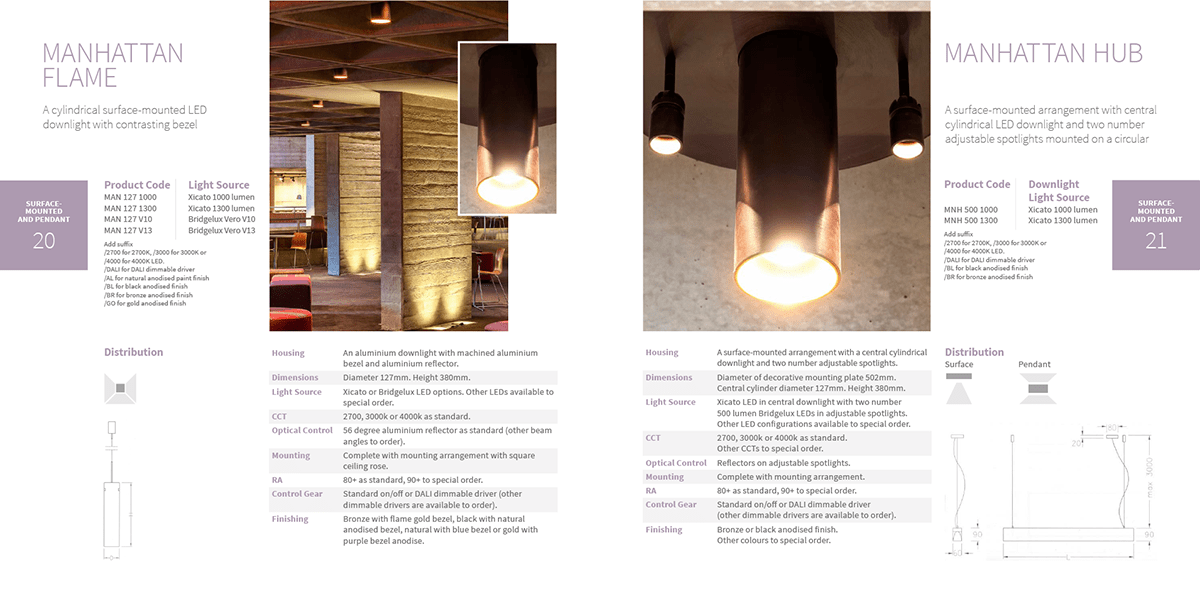 MANHATTAN
FLAME
A cylindrical surface-mounted LED
downlight with contrasting bezel
SURFACE-
MOUNTED
AND PENDANT
20
Product Code
MAN 127 1000
MAN 127 1300
MAN 127 V10
MAN 127 V13
Light Source
Xicato 1000 lumen
Xicato 1300 lumen
Bridgelux Vero V10
Bridgelux Vero V13
Add suffix
/2700 for 2700K, /3000 for 3000K or
/4000 for 4000K LED.
/DALI for DALI dimmable driver
/AL for natural anodised paint finish
/BL for black anodised finish
/BR for bronze anodised finish
/GO for gold anodised finish
Distribution
Housing
An aluminium downlight with machined aluminium
bezel and aluminium reflector.
Dimensions
Diameter 127mm. Height 380mm.
Light Source
Xicato or Bridgelux LED options. Other LEDs available to
special order.
CCT
2700, 3000k or 4000k as standard.
Optical Control
56 degree aluminium reflector as standard (other beam
angles to order).
Mounting
Complete with mounting arrangement with square
ceiling rose.
RA
80+ as standard, 90+ to special order.
Control Gear
Standard on/off or DALI dimmable driver (other
dimmable drivers are available to order).
Finishing
Bronze with flame gold bezel, black with natural
anodised bezel, natural with blue bezel or gold with
purple bezel anodise.
MANHATTAN HUB
A surface-mounted arrangement with central
cylindrical LED downlight and two number
adjustable spotlights mounted on a circular
Product Code
MNH 500 1000
MNH 500 1300
Downlight
Light Source
Xicato 1000 lumen
Xicato 1300 lumen
Add suffix
/2700 for 2700K, /3000 for 3000K or
/4000 for 4000K LED.
/DALI for DALI dimmable driver
/BL for black anodised finish
/BR for bronze anodised finish
SURFACE-
MOUNTED
AND PENDANT
21
Housing
A surface-mounted arrangement with a central cylindrical
downlight and two number adjustable spotlights.
Dimensions
Diameter of decorative mounting plate 502mm.
Central cylinder diameter 127mm. Height 380mm.
Light Source
Xicato LED in central downlight with two number
500 lumen Bridgelux LEDs in adjustable spotlights.
Other LED configurations available to special order.
CCT
2700, 3000k or 4000k as standard.
Other CCTs to special order.
Optical Control
Reflectors on adjustable spotlights.
Mounting
Complete with mounting arrangement.
RA
80+ as standard, 90+ to special order.
Control Gear
Standard on/off or DALI dimmable driver
(other dimmable drivers are available to order).
Finishing
Bronze or black anodised finish.
Other colours to special order.
Distribution
Surface
Pendant
80
20
max 3000
90
90
L